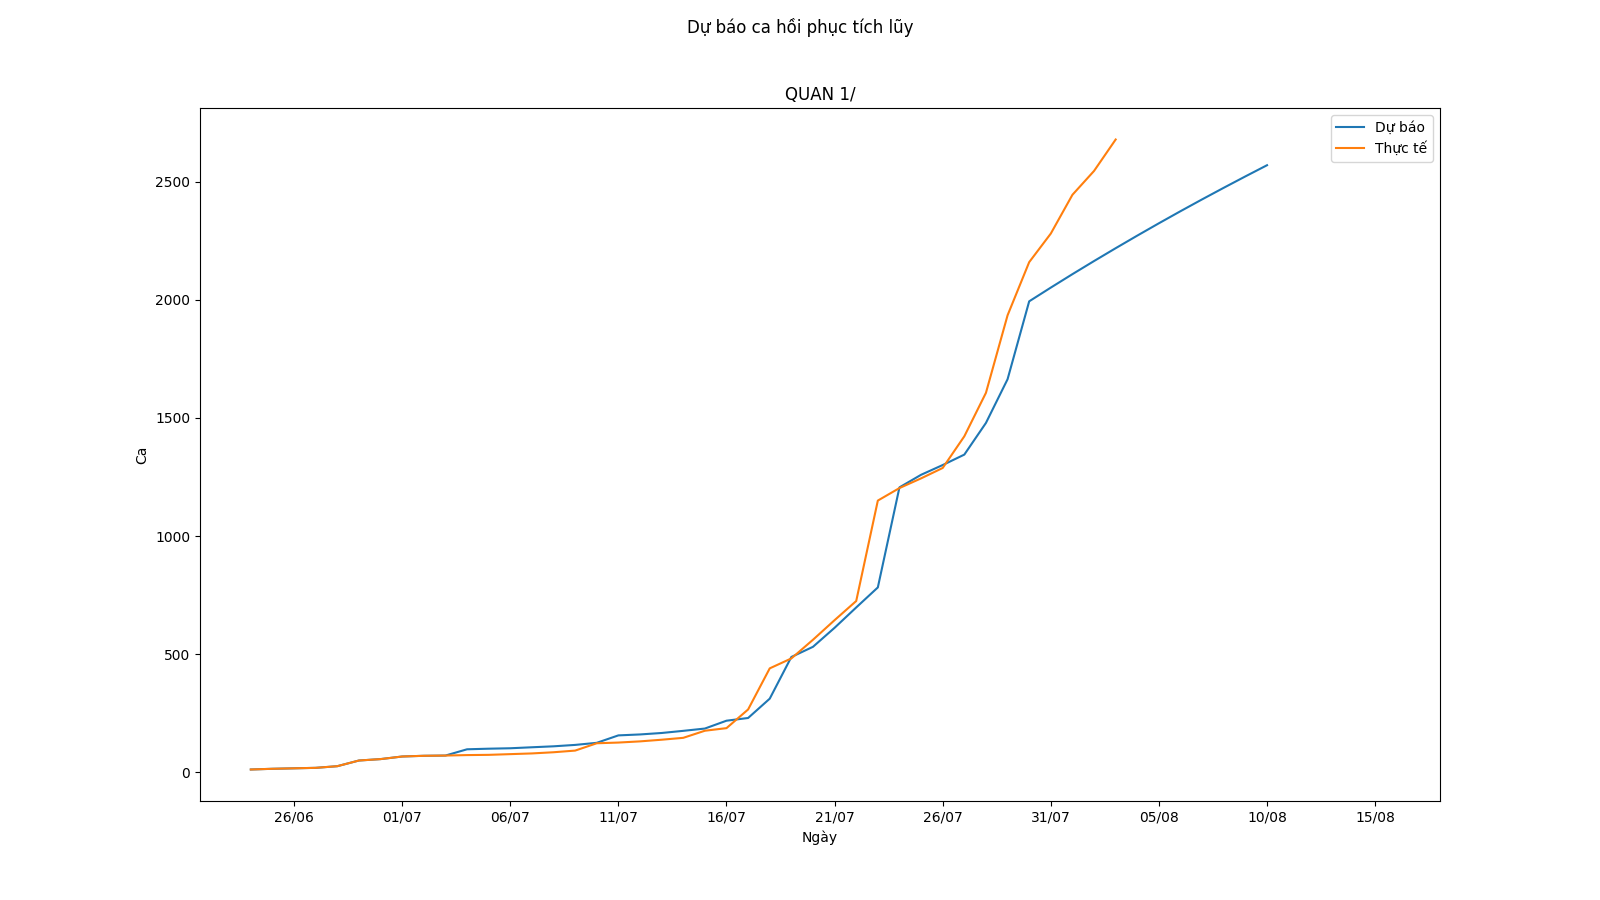 Dự báo ca hồi phục tích lũy
QUAN 1/
Dự báo
Thực tế
2500
2000
1500
1000
500
0
Ca
26/06 01/07 06/07 11/07 16/07 21/07 26/07 31/07 05/08 10/08 15/08
Ngày